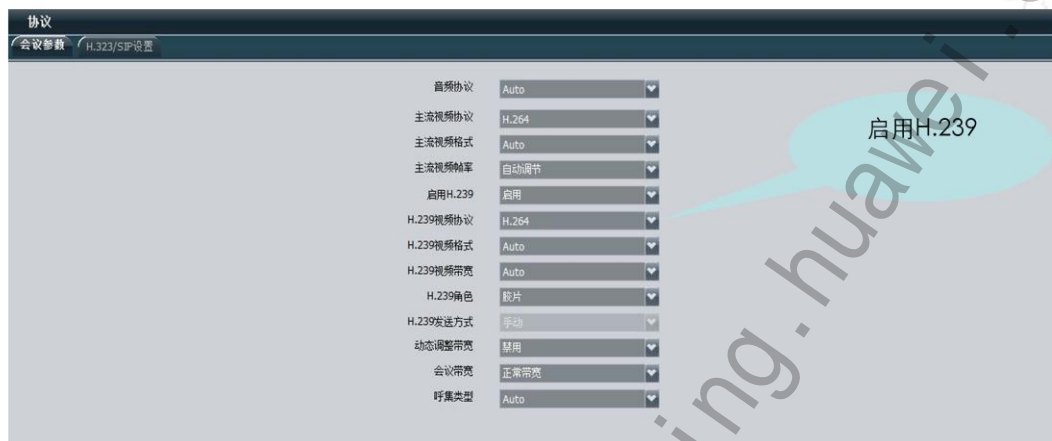 协议
会议参数 H.323/SIP设置
音频协议 Auto
主流视频协议 H.264
主流视频格式 Auto
主流视频帧率 自动调节
启用H.239 启用
H.239视频协议 H.264
H.239视频格式 Auto
H.239视频带宽 Auto
H.239角色 胶片
H.239发送方式 手动
动态调整带宽 禁用
会议带宽 正常带宽
呼集类型 Auto
启用H.239
ing.huawei.